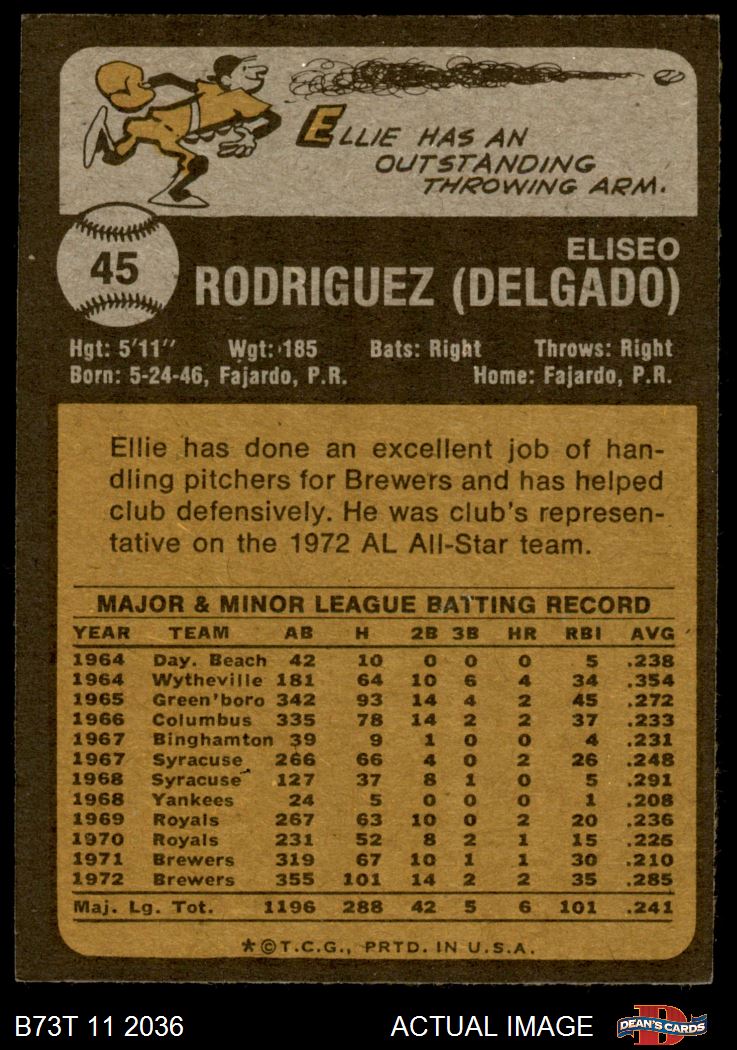 ELLIE HAS AN
OUTSTANDING
THROWING ARM.
45
ELISEO
RODRIGUEZ (DELGADO)
Hgt: 5'11" Wgt: 185 Bats: Right Throws: Right
Born: 5-24-46, Fajardo, P.R. Home: Fajardo, P.R.
Ellie has done an excellent job of han-
dling pitchers for Brewers and has helped
club defensively. He was club's represen-
tative on the 1972 AL All-Star team.
MAJOR & MINOR LEAGUE BATTING RECORD
YEAR TEAM AB H 2B 3B HR RBI AVG
1964 Day. Beach 42 10 0 0 0 5 .238
1964 Wytheville 181 64 10 6 4 34 .354
1965 Green'boro 342 93 14 4 2 45 .272
1966 Columbus 335 78 14 2 2 37 .233
1967 Binghamton 39 9 1 0 0 4 .231
1967 Syracuse 266 66 4 0 2 26 .248
1968 Syracuse 127 37 8 1 0 5 .291
1968 Yankees 24 5 0 0 0 1 .208
1969 Royals 267 63 10 0 2 20 .236
1970 Royals 231 52 8 2 1 15 .225
1971 Brewers 319 67 10 1 1 30 .210
1972 Brewers 355 101 14 2 2 35 .285
Maj. Lg. Tot. 1196 288 42 5 6 101 .241
*©T.C.G., PRTD. IN U.S.A.
B73T 11 2036 ACTUAL IMAGE DEAN'S CARDS